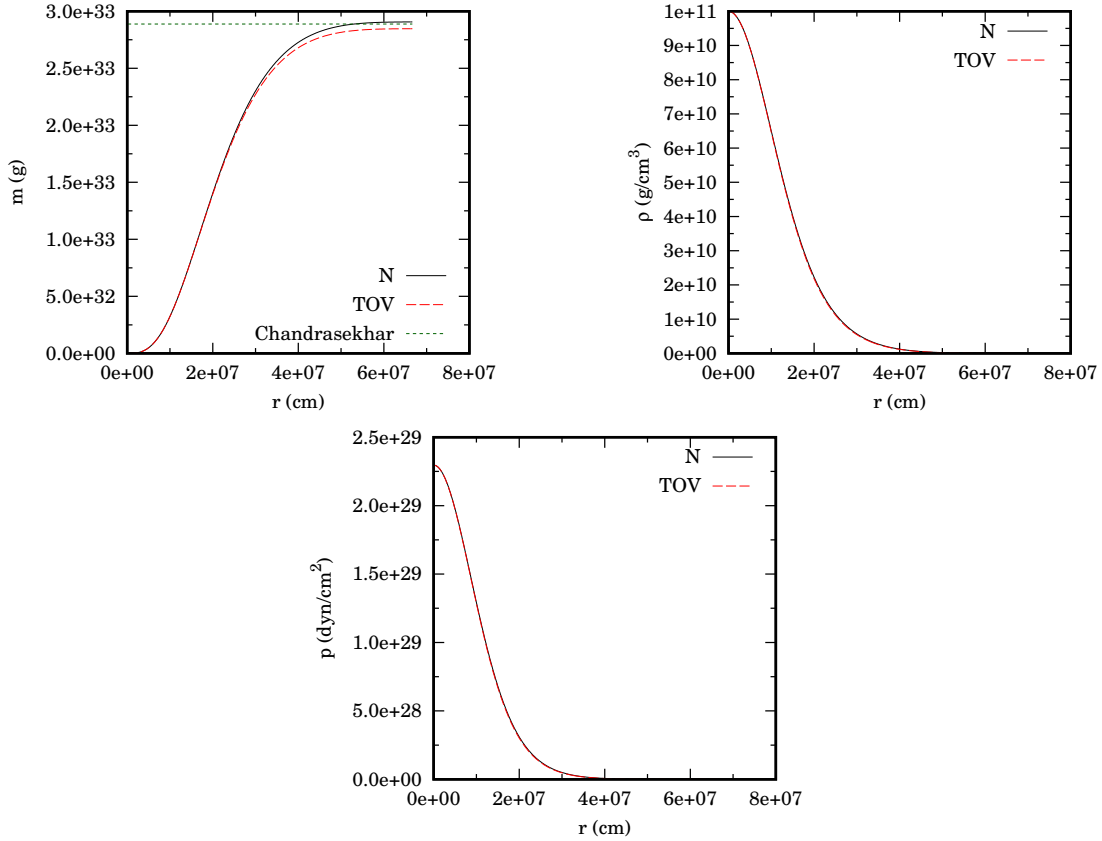 3.0e+33
2.5e+33
2.0e+33
1.5e+33
1.0e+33
5.0e+32
0.0e+00
m (g)
N
TOV
Chandrasekhar
0e+00 2e+07 4e+07 6e+07 8e+07
r (cm)
1e+11
9e+10
8e+10
7e+10
6e+10
5e+10
4e+10
3e+10
2e+10
1e+10
0e+00
ρ (g/cm³)
N
TOV
0e+00 2e+07 4e+07 6e+07 8e+07
r (cm)
2.5e+29
2.0e+29
1.5e+29
1.0e+29
5.0e+28
0.0e+00
p (dyn/cm²)
N
TOV
0e+00 2e+07 4e+07 6e+07 8e+07
r (cm)